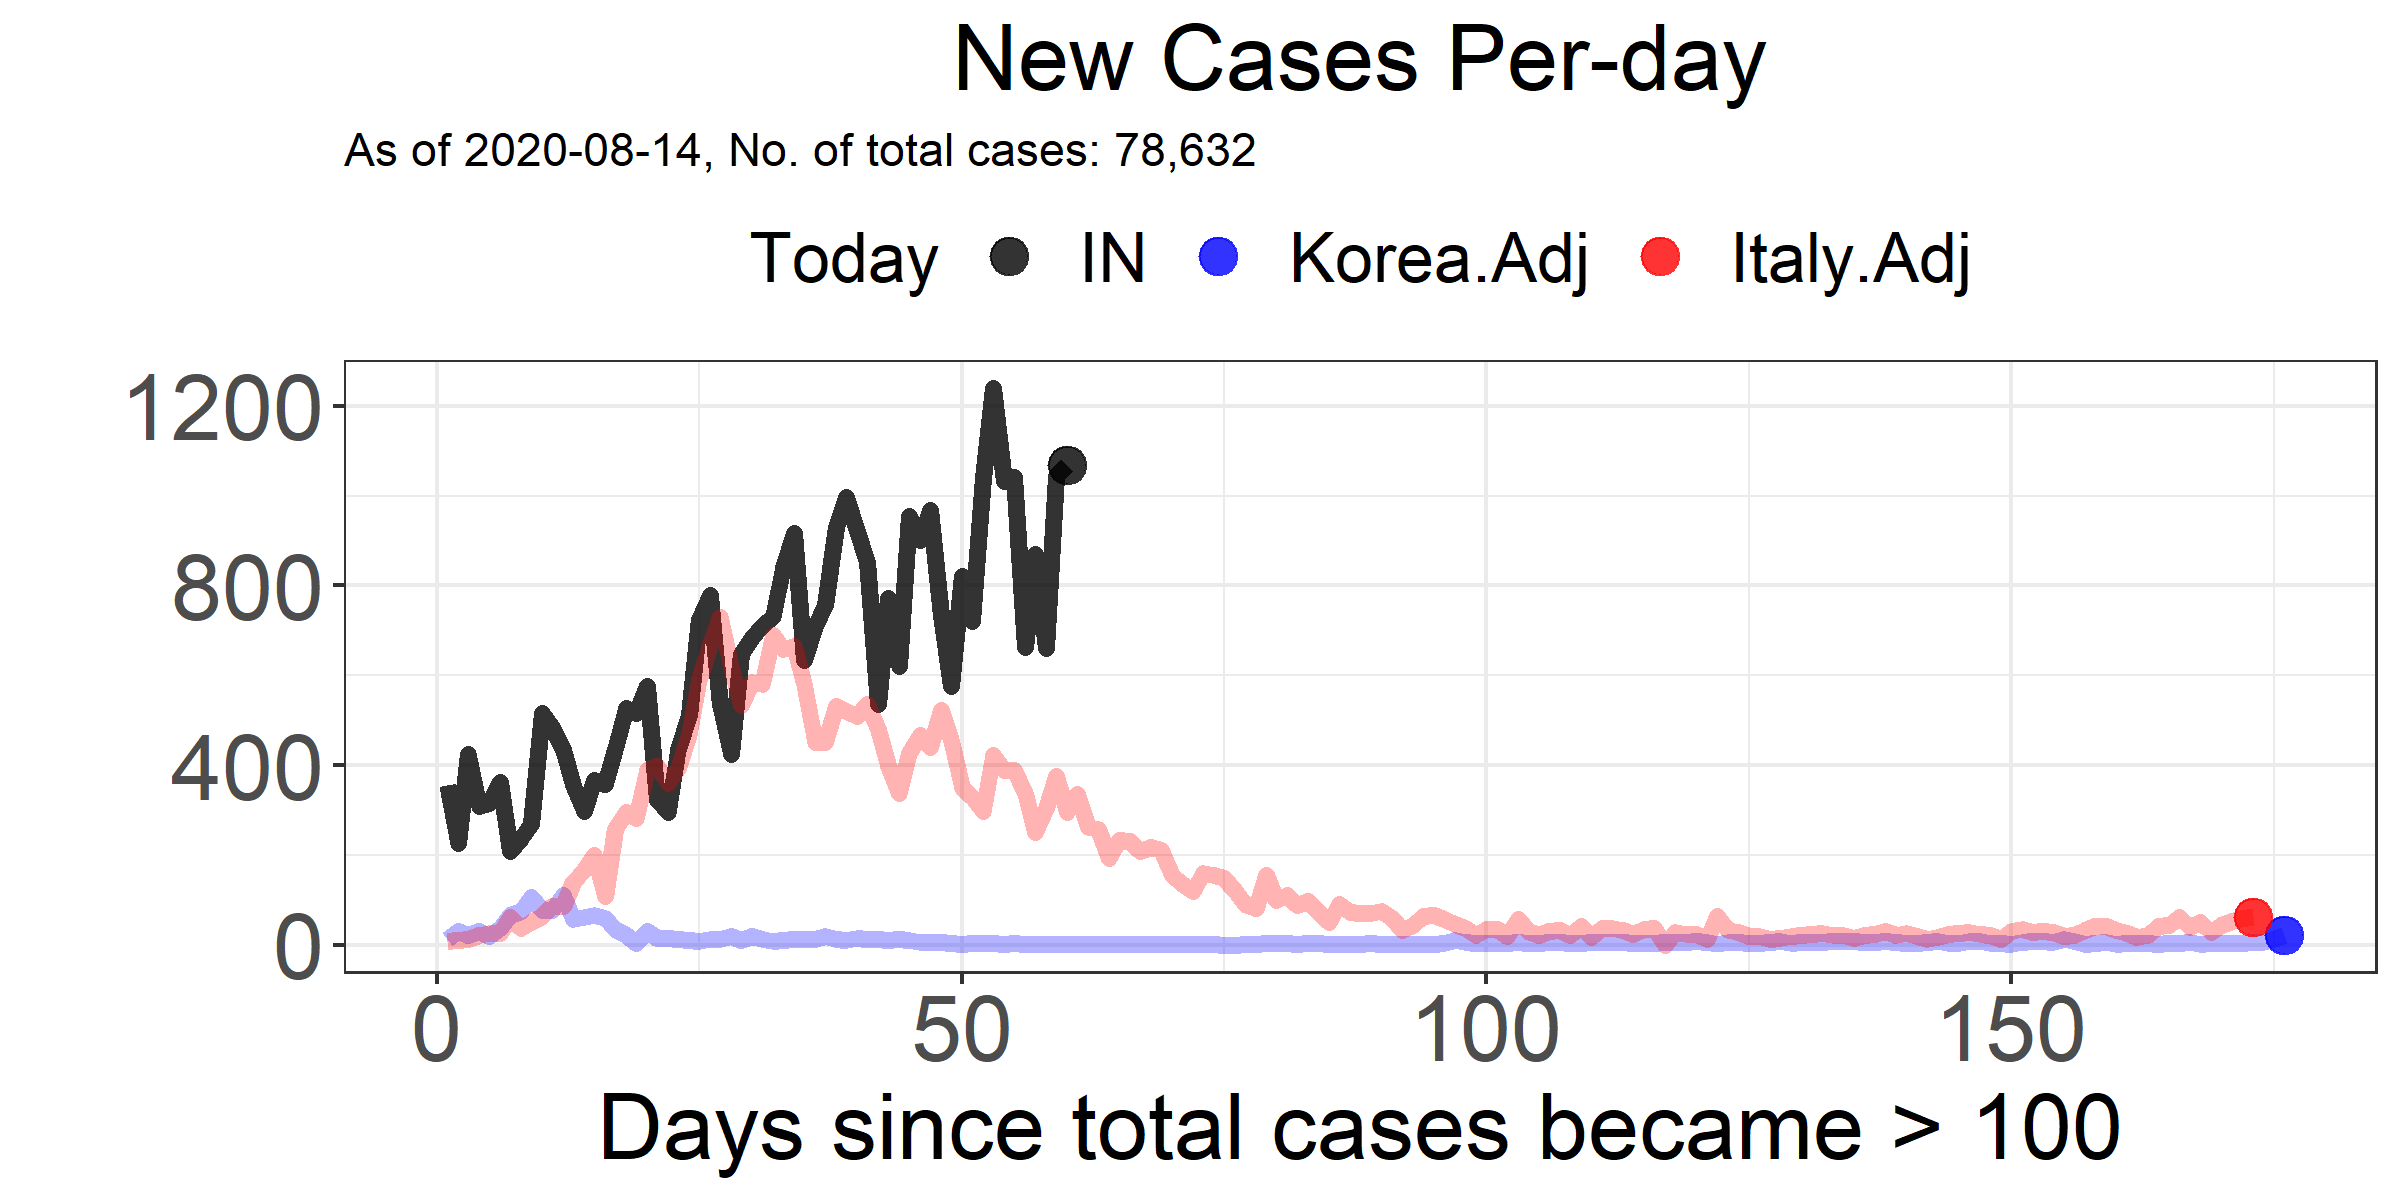 New Cases Per-day
As of 2020-08-14, No. of total cases: 78,632
Today IN Korea.Adj Italy.Adj
1200
800
400
0
0 50 100 150
Days since total cases became > 100